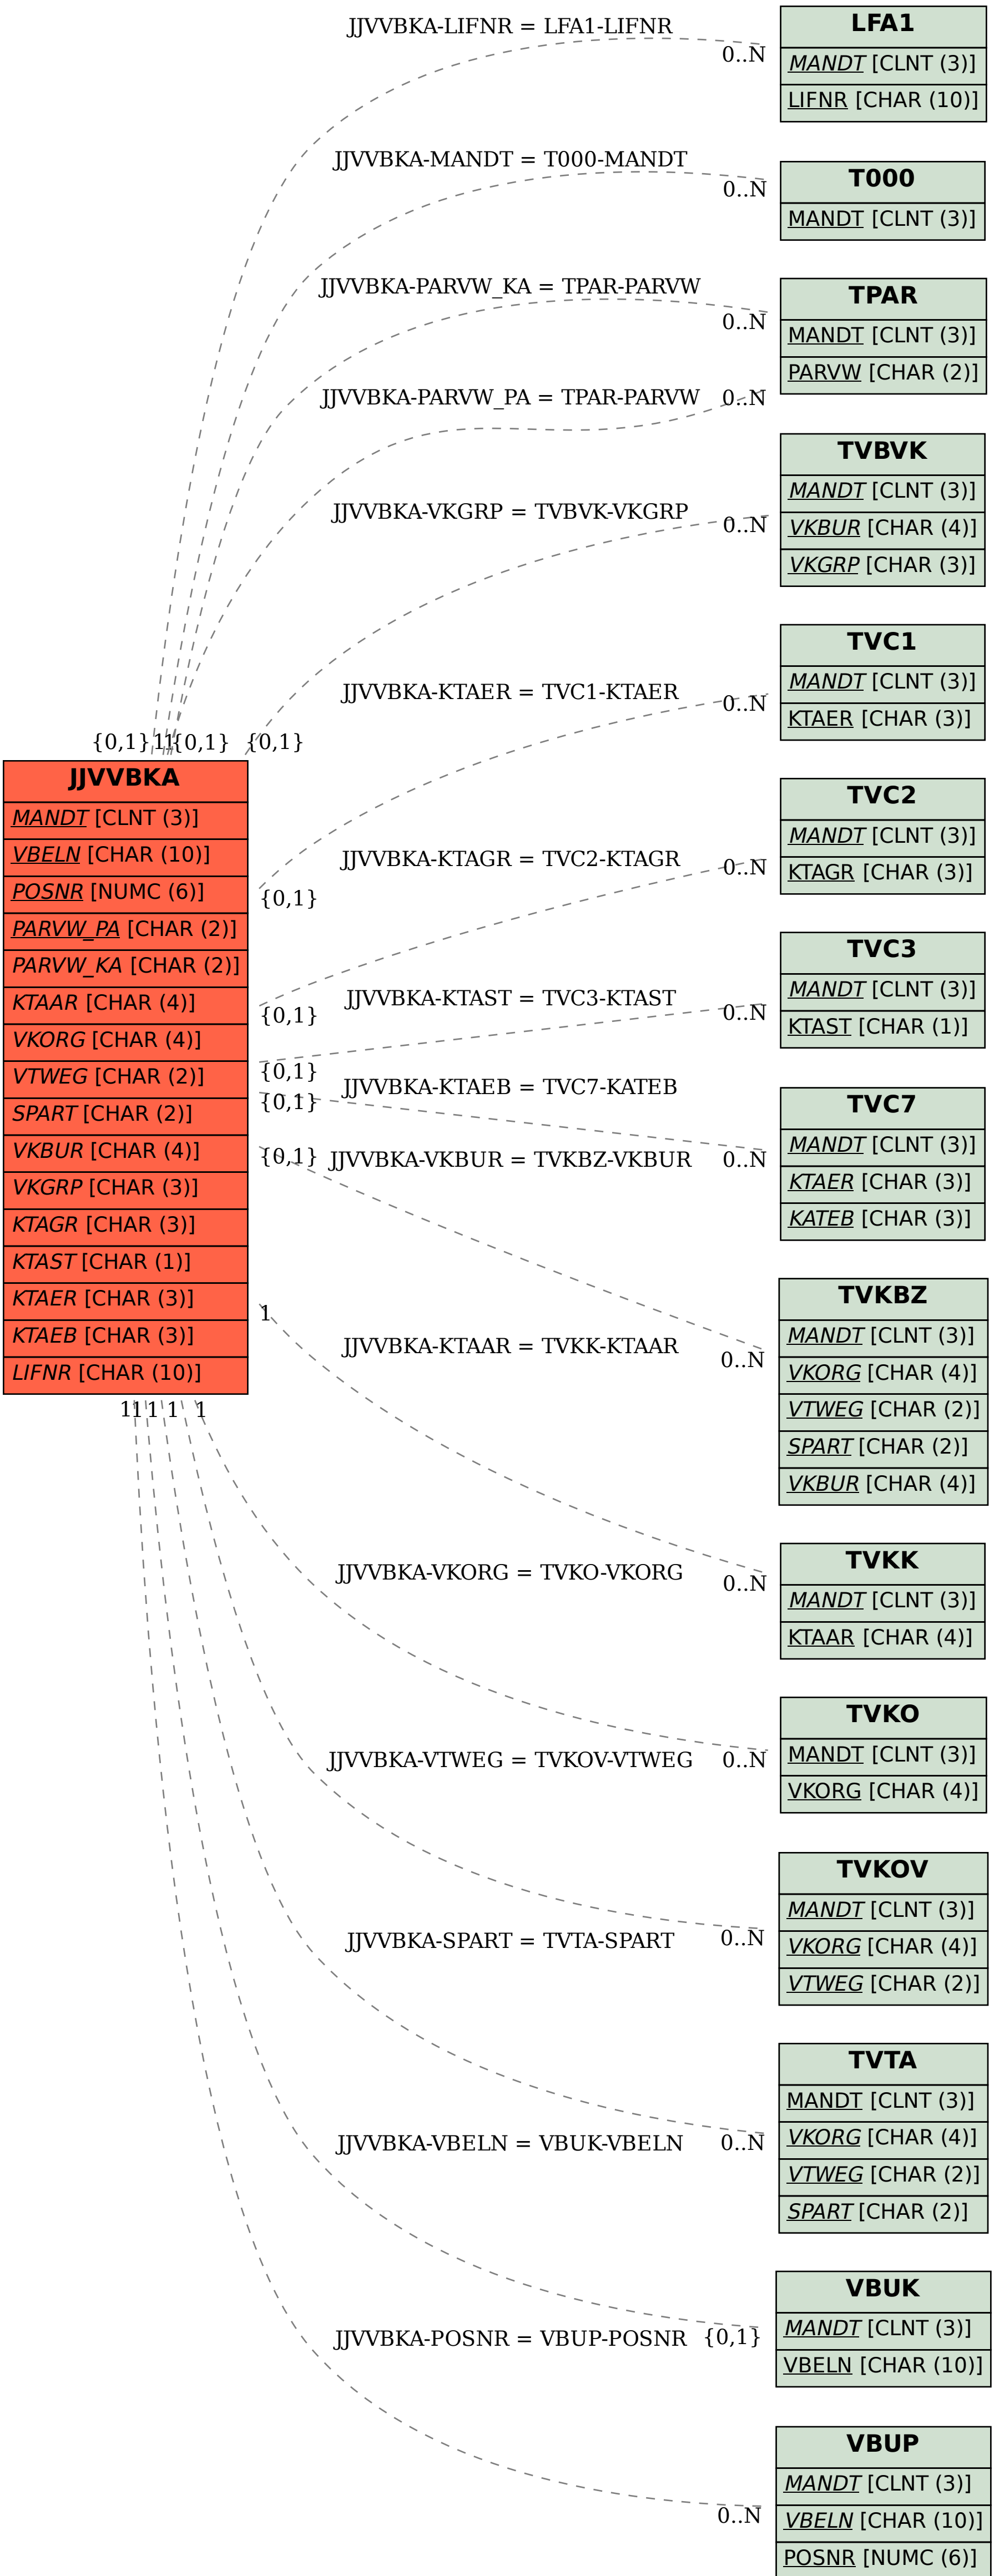 JJVVBKA-LIFNR = LFA1-LIFNR
0..N
LFA1
MANDT [CLNT (3)]
LIFNR [CHAR (10)]
JJVVBKA-MANDT = T000-MANDT
0..N
T000
MANDT [CLNT (3)]
JJVVBKA-PARVW_KA = TPAR-PARVW
0..N
TPAR
MANDT [CLNT (3)]
PARVW [CHAR (2)]
JJVVBKA-PARVW_PA = TPAR-PARVW
0..N
TVBVK
MANDT [CLNT (3)]
VKBUR [CHAR (4)]
VKGRP [CHAR (3)]
JJVVBKA-VKGRP = TVBVK-VKGRP
0..N
TVC1
MANDT [CLNT (3)]
KTAER [CHAR (3)]
JJVVBKA-KTAER = TVC1-KTAER
0..N
{0,1}
1
1
{0,1}
{0,1}
JJVVBKA
MANDT [CLNT (3)]
VBELN [CHAR (10)]
POSNR [NUMC (6)]
PARVW_PA [CHAR (2)]
PARVW_KA [CHAR (2)]
KTAAR [CHAR (4)]
VKORG [CHAR (4)]
VTWEG [CHAR (2)]
SPART [CHAR (2)]
VKBUR [CHAR (4)]
VKGRP [CHAR (3)]
KTAGR [CHAR (3)]
KTAST [CHAR (1)]
KTAER [CHAR (3)]
KTAEB [CHAR (3)]
LIFNR [CHAR (10)]
TVC2
MANDT [CLNT (3)]
KTAGR [CHAR (3)]
JJVVBKA-KTAGR = TVC2-KTAGR
0..N
{0,1}
TVC3
MANDT [CLNT (3)]
KTAST [CHAR (1)]
JJVVBKA-KTAST = TVC3-KTAST
0..N
{0,1}
{0,1}
JJVVBKA-KTAEB = TVC7-KATEB
{0,1}
TVC7
MANDT [CLNT (3)]
KTAER [CHAR (3)]
KATEB [CHAR (3)]
{0,1}
JJVVBKA-VKBUR = TVKBZ-VKBUR
0..N
TVKBZ
MANDT [CLNT (3)]
VKORG [CHAR (4)]
VTWEG [CHAR (2)]
SPART [CHAR (2)]
VKBUR [CHAR (4)]
1
JJVVBKA-KTAAR = TVKK-KTAAR
0..N
1
1
1
1
1
TVKK
MANDT [CLNT (3)]
KTAAR [CHAR (4)]
JJVVBKA-VKORG = TVKO-VKORG
0..N
TVKO
MANDT [CLNT (3)]
VKORG [CHAR (4)]
JJVVBKA-VTWEG = TVKOV-VTWEG
0..N
TVKOV
MANDT [CLNT (3)]
VKORG [CHAR (4)]
VTWEG [CHAR (2)]
JJVVBKA-SPART = TVTA-SPART
0..N
TVTA
MANDT [CLNT (3)]
VKORG [CHAR (4)]
VTWEG [CHAR (2)]
SPART [CHAR (2)]
JJVVBKA-VBELN = VBUK-VBELN
0..N
VBUK
MANDT [CLNT (3)]
VBELN [CHAR (10)]
JJVVBKA-POSNR = VBUP-POSNR
{0,1}
VBUP
MANDT [CLNT (3)]
VBELN [CHAR (10)]
POSNR [NUMC (6)]
0..N